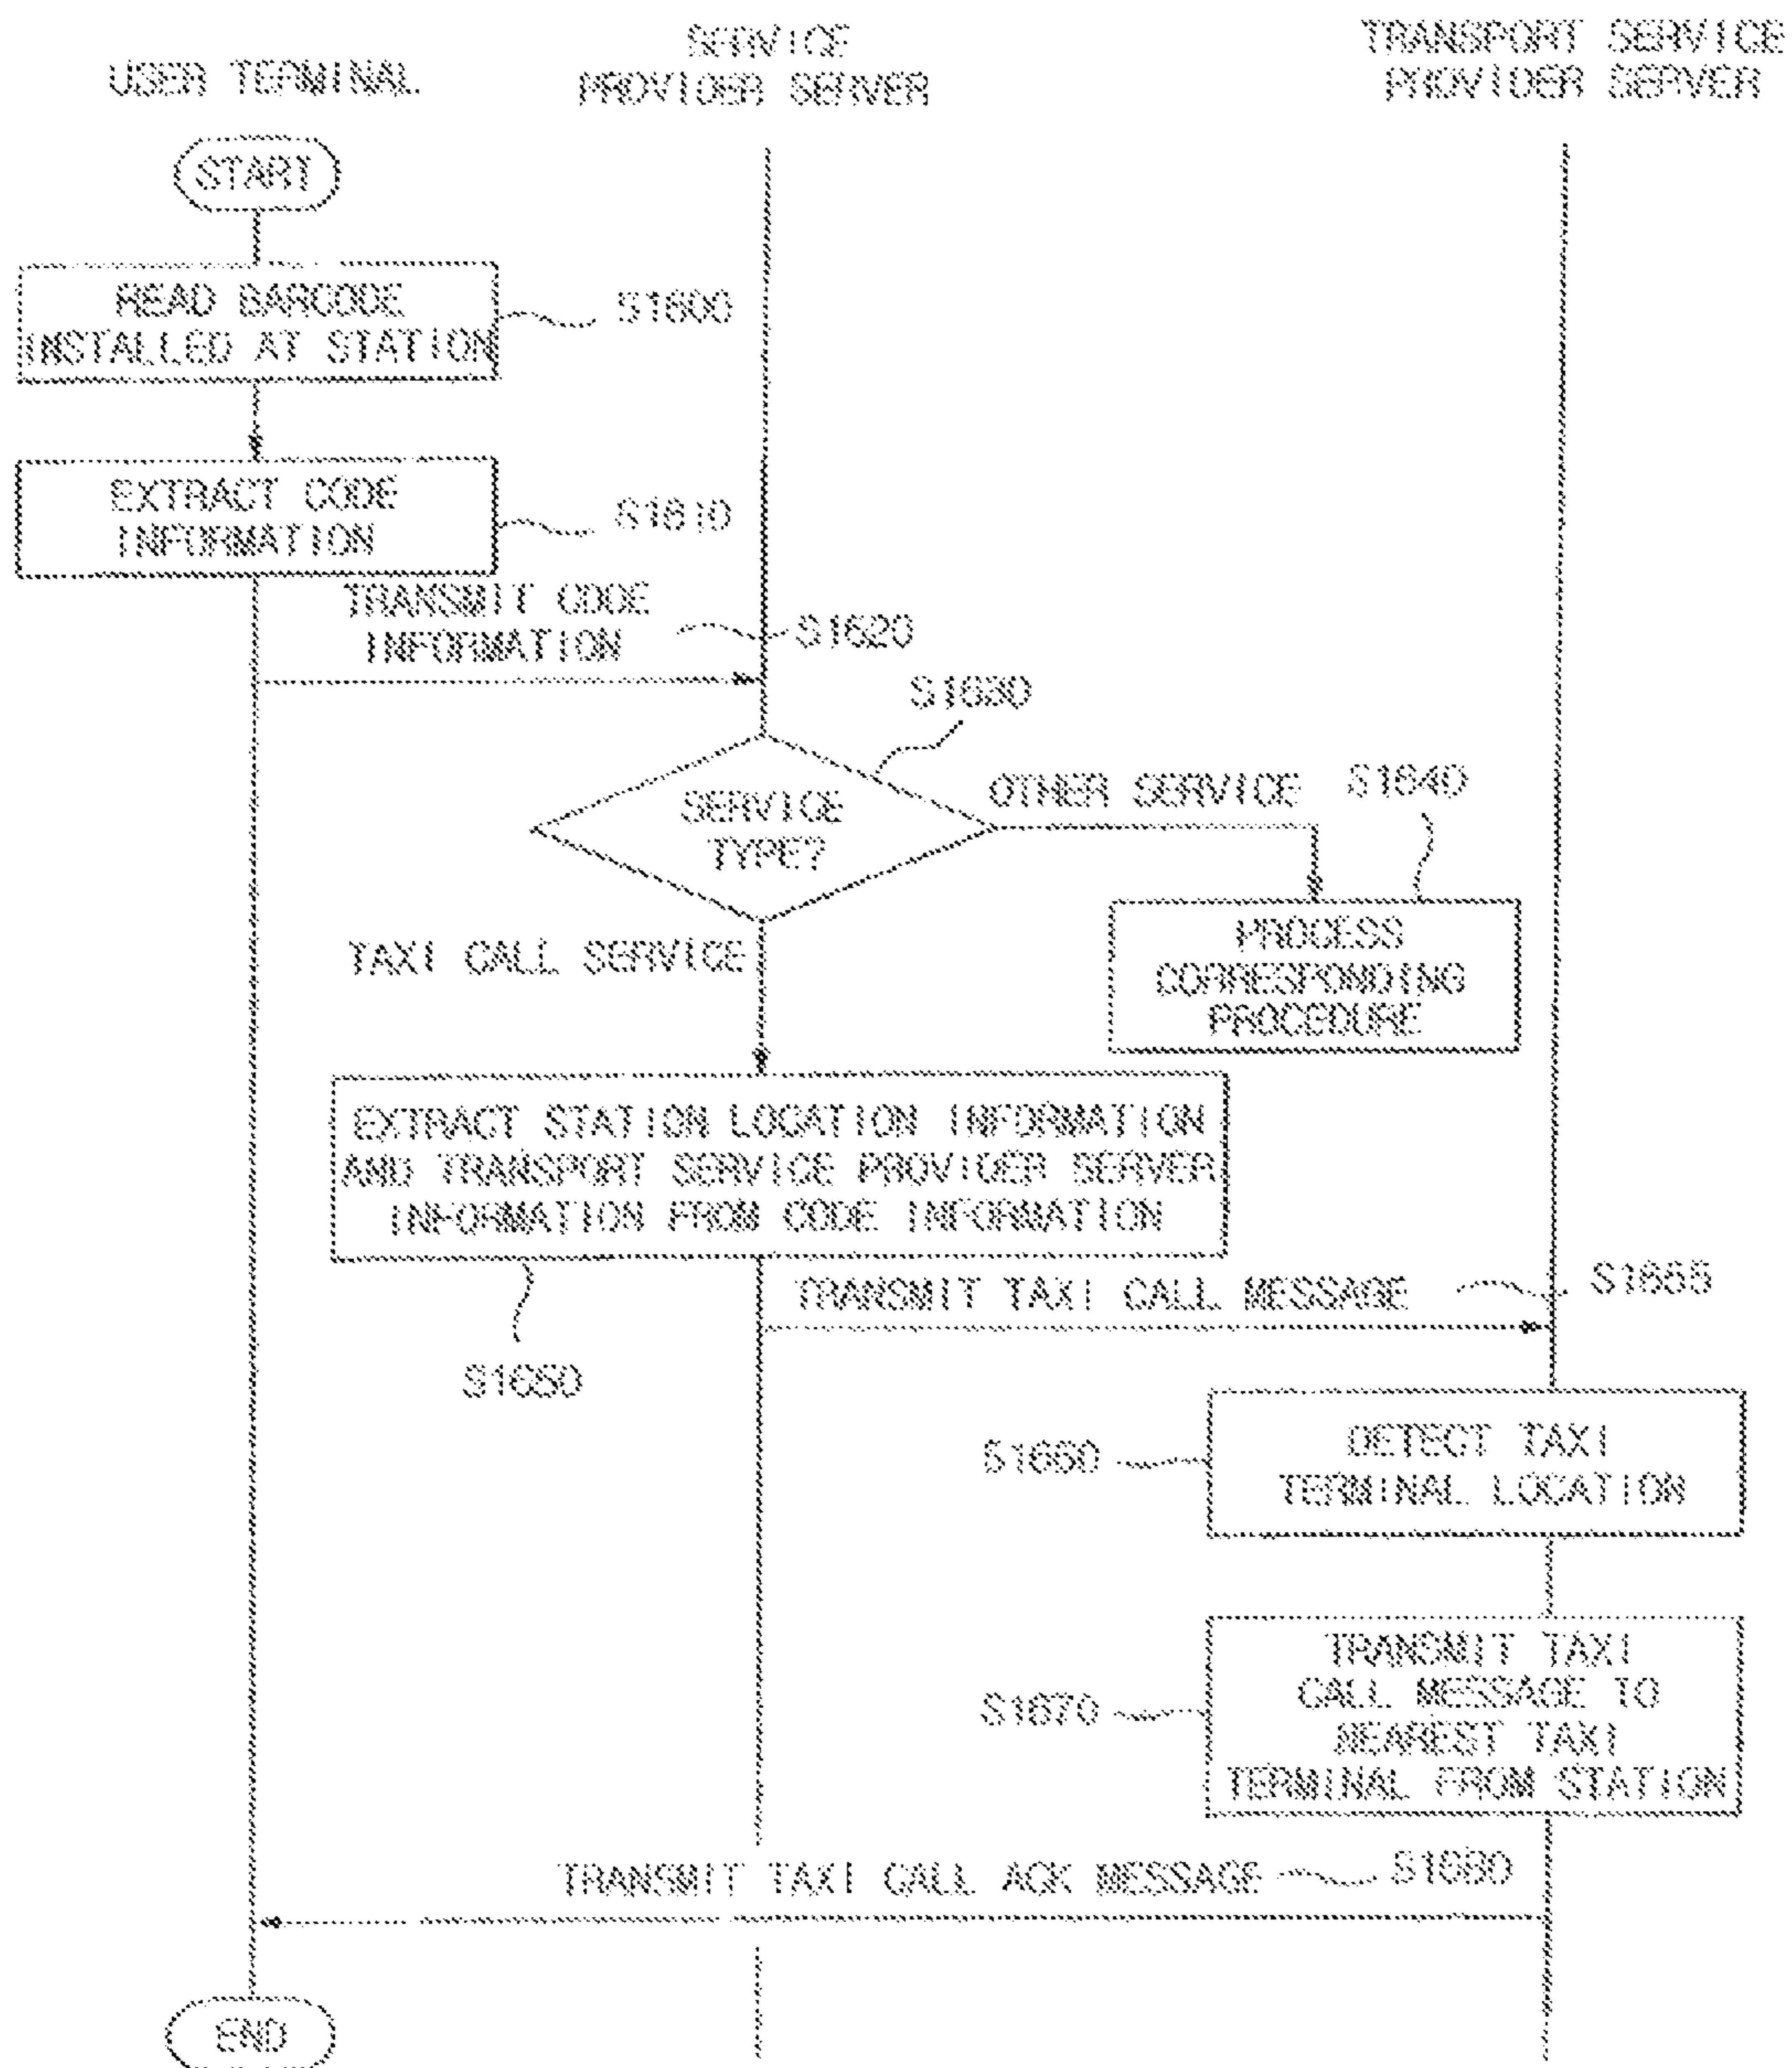 USER TERMINAL
SERVICE
PROVIDER SERVER
TRANSPORT SERVICE
PROVIDER SERVER
START
READ BARCODE
INSTALLED AT STATION
S1600
EXTRACT CODE
INFORMATION
S1610
TRANSMIT CODE
INFORMATION
S1620
S1630
SERVICE
TYPE?
OTHER SERVICE
S1640
PROCESS
CORRESPONDING
PROCEDURE
TAXI CALL SERVICE
EXTRACT STATION LOCATION INFORMATION
AND TRANSPORT SERVICE PROVIDER SERVER
INFORMATION FROM CODE INFORMATION
S1650
TRANSMIT TAXI CALL MESSAGE
S1655
DETECT TAXI
TERMINAL LOCATION
S1660
TRANSMIT TAXI
CALL MESSAGE TO
NEAREST TAXI
TERMINAL FROM STATION
S1670
TRANSMIT TAXI CALL ACK MESSAGE
S1680
END